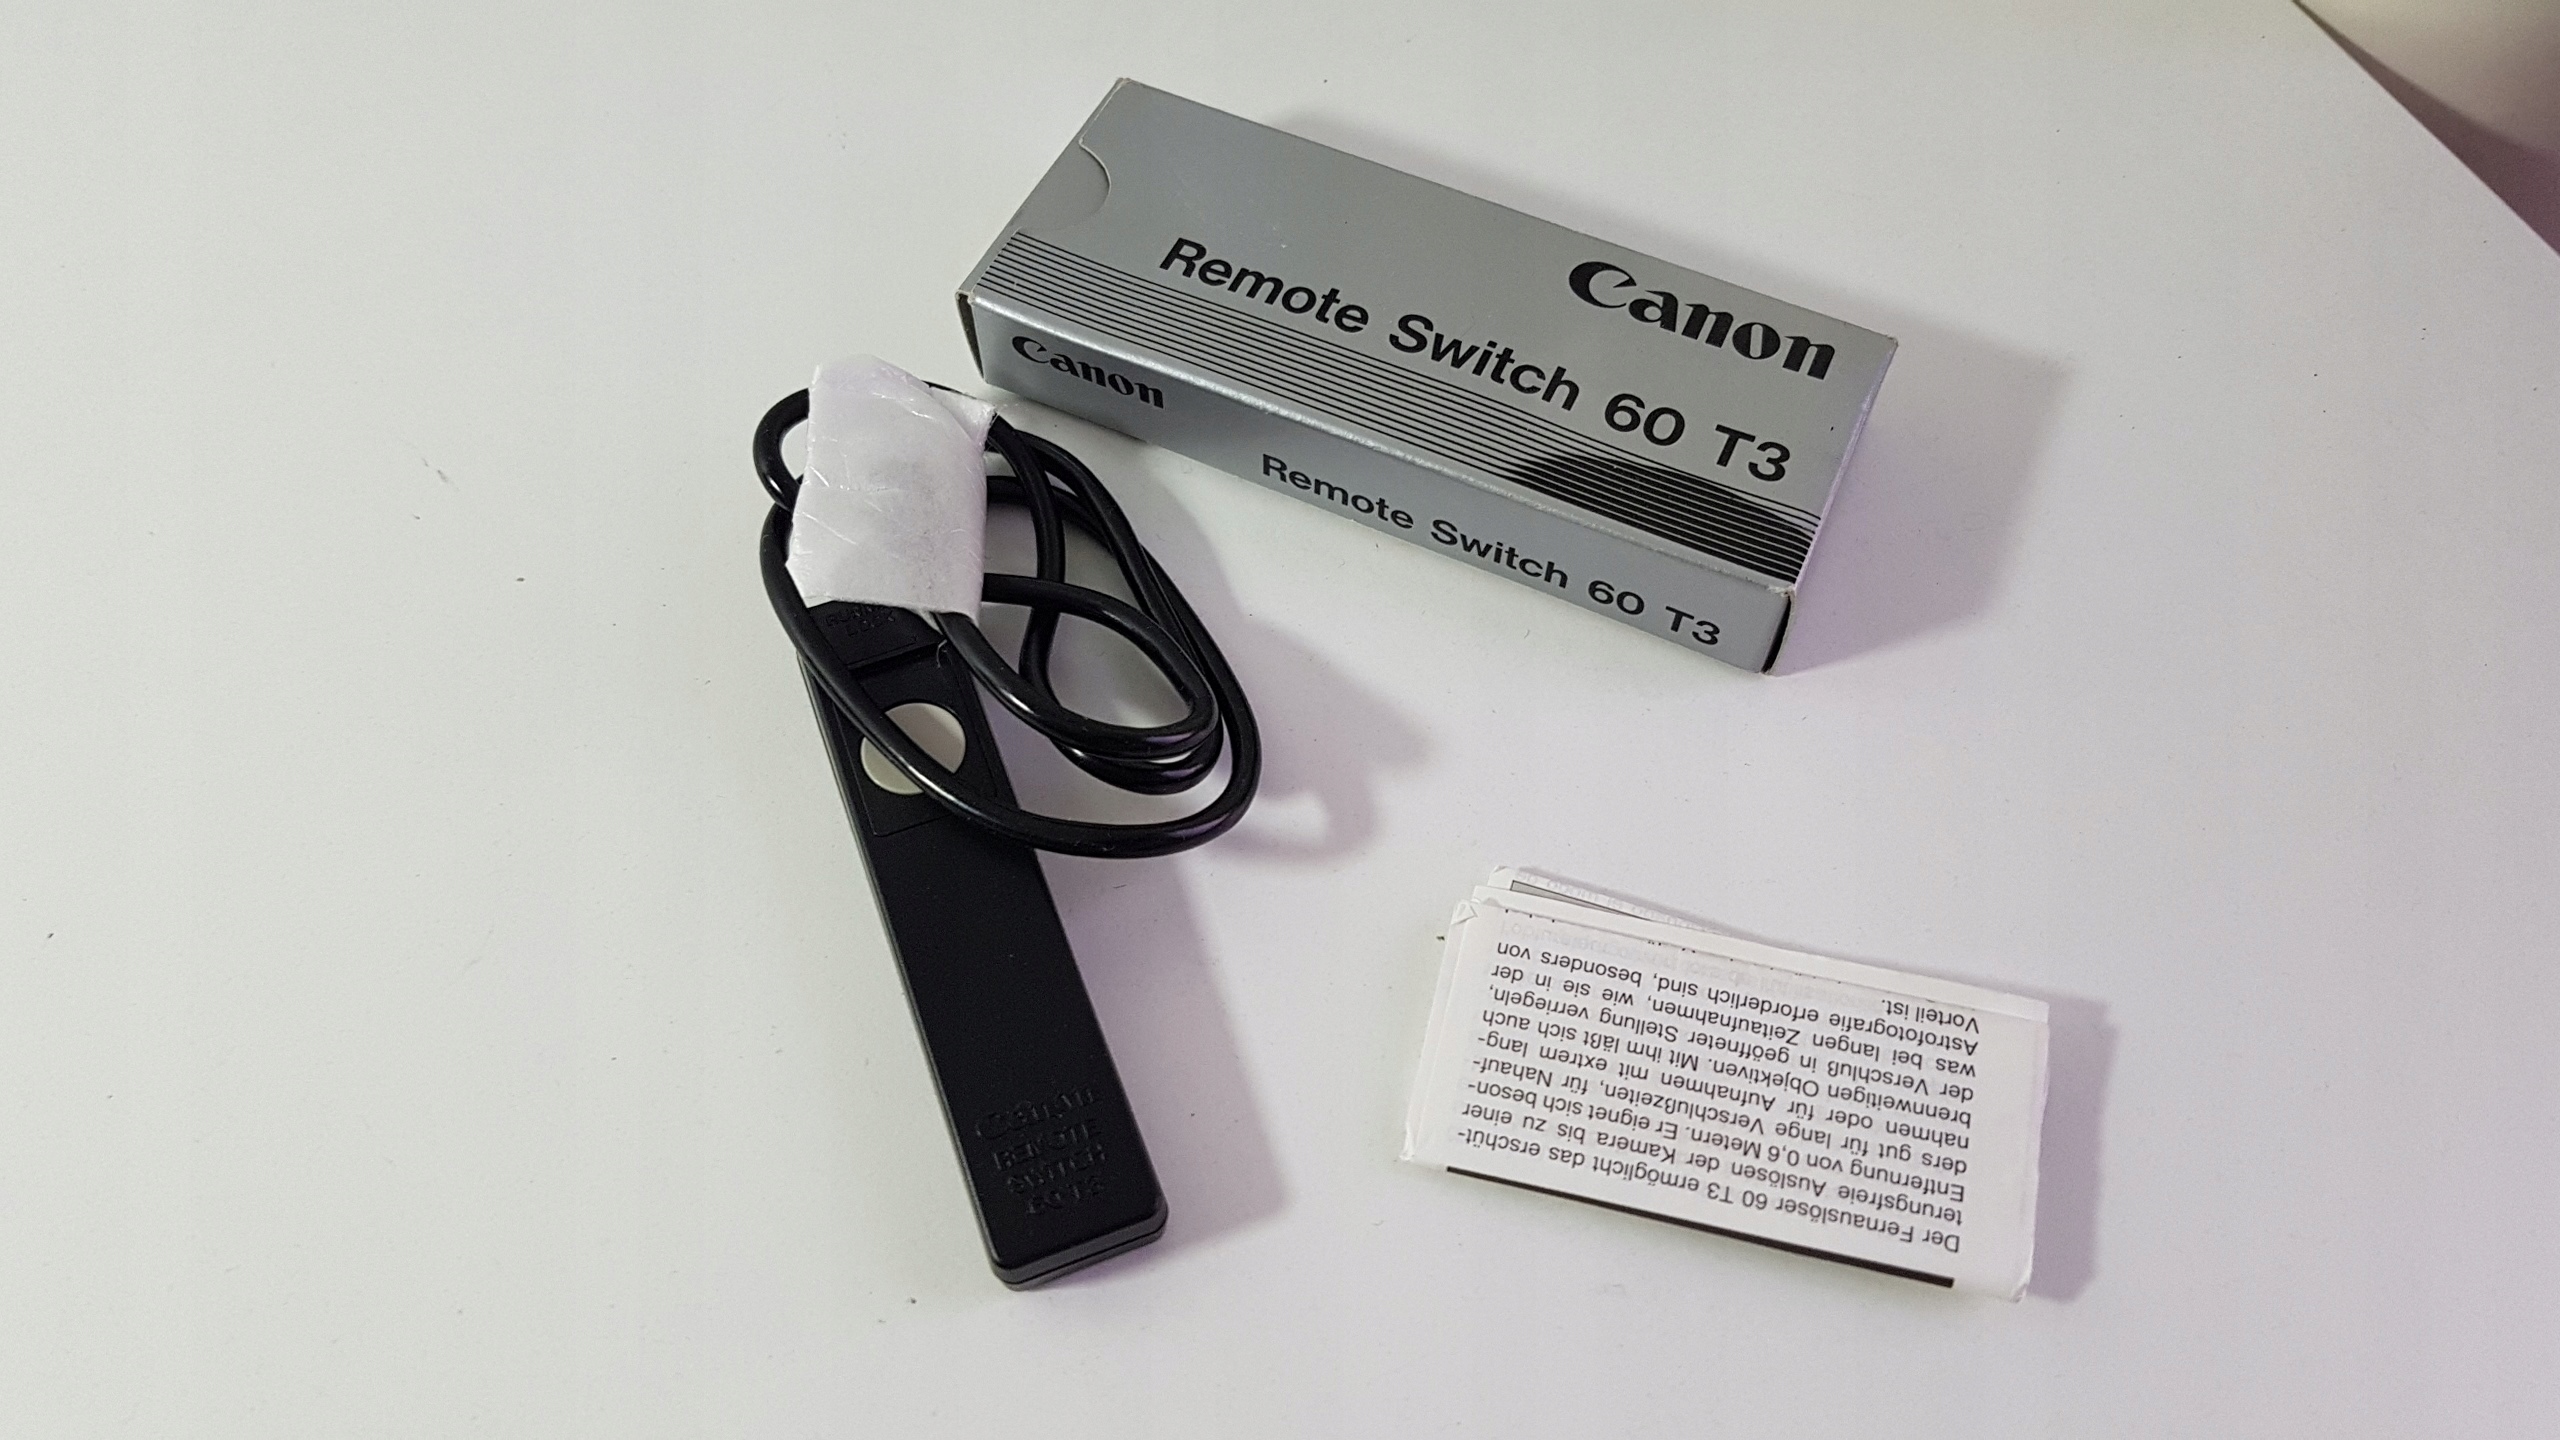 Canon
Remote Switch 60 T3
Canon
Remote Switch 60 T3
LOCK
Canon
REMOTE
SWITCH
60 T3
Der Fernauslöser 60 T3 ermöglicht das erschüt-
terungsfreie Auslösen der Kamera bis zu einer
Entfernung von 0,6 Metern. Er eignet sich beson-
ders gut für lange Verschlußzeiten, für Nahauf-
nahmen oder für Aufnahmen mit extrem lang-
brennweitigen Objektiven. Mit ihm läßt sich auch
der Verschluß in geöffneter Stellung verriegeln,
was bei langen Zeitaufnahmen, wie sie in der
Astrofotografie erforderlich sind, besonders von
Vorteil ist.